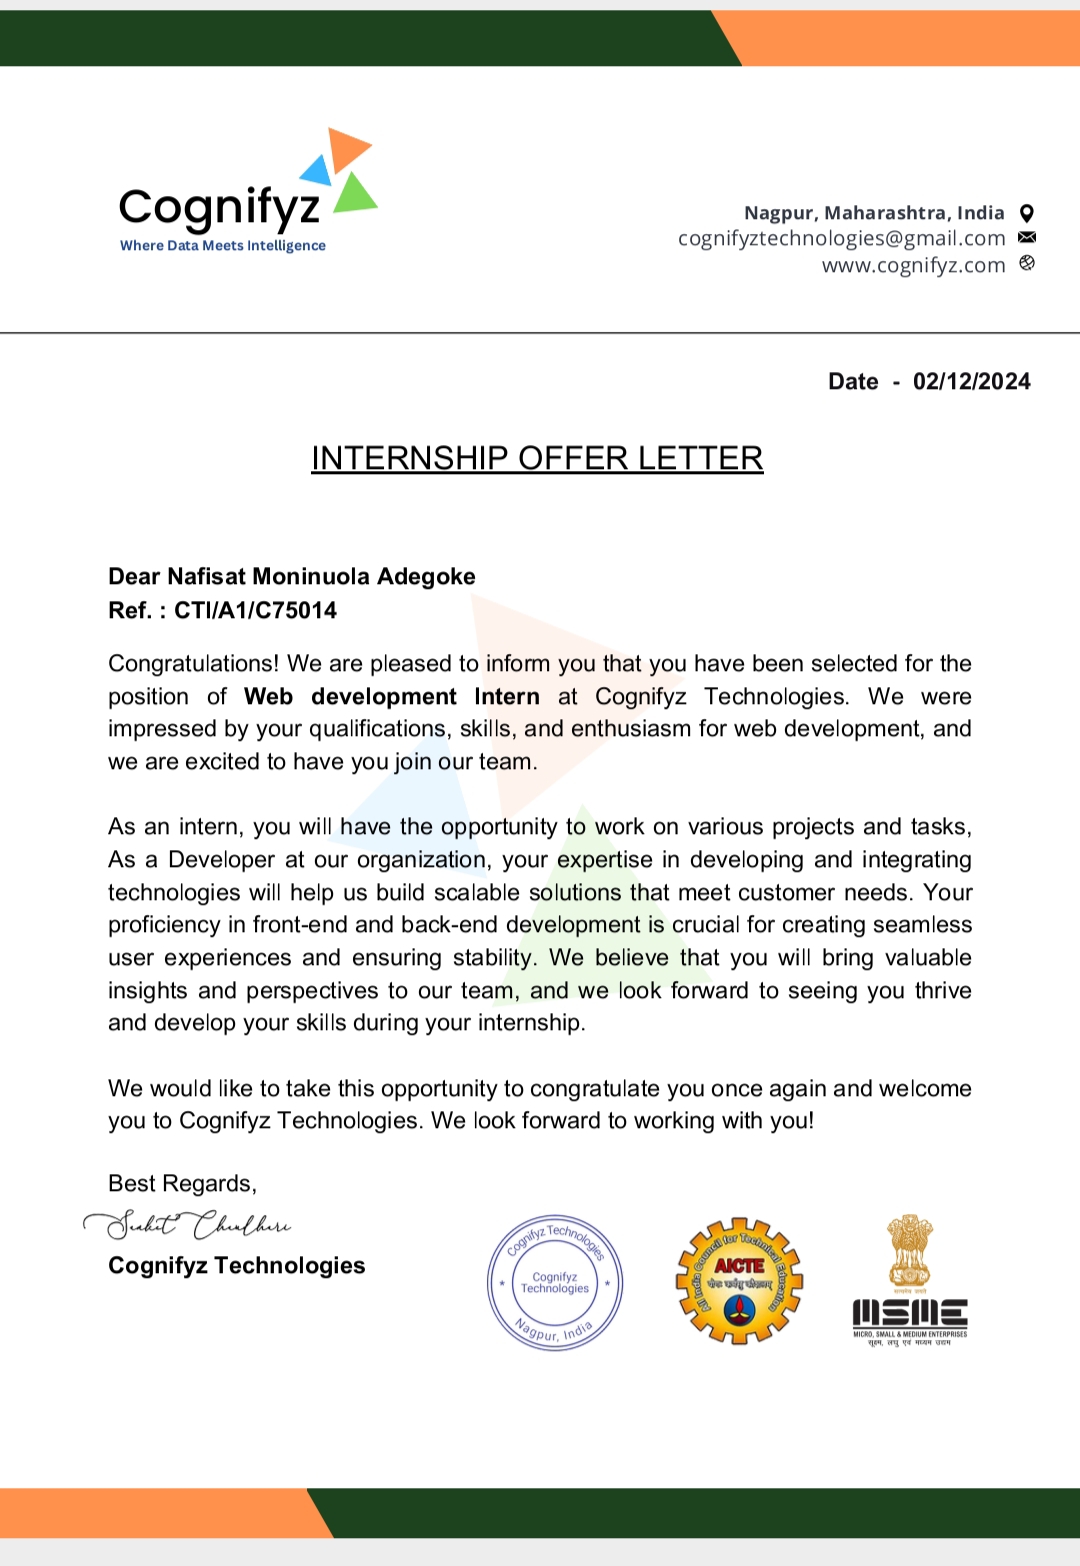 Cognifyz
Where Data Meets Intelligence
Nagpur, Maharashtra, India
cognifyztechnologies@gmail.com
www.cognifyz.com
Date - 02/12/2024
INTERNSHIP OFFER LETTER
Dear Nafisat Moninuola Adegoke
Ref. : CTI/A1/C75014
Congratulations! We are pleased to inform you that you have been selected for the
position of Web development Intern at Cognifyz Technologies. We were
impressed by your qualifications, skills, and enthusiasm for web development, and
we are excited to have you join our team.
As an intern, you will have the opportunity to work on various projects and tasks,
As a Developer at our organization, your expertise in developing and integrating
technologies will help us build scalable solutions that meet customer needs. Your
proficiency in front-end and back-end development is crucial for creating seamless
user experiences and ensuring stability. We believe that you will bring valuable
insights and perspectives to our team, and we look forward to seeing you thrive
and develop your skills during your internship.
We would like to take this opportunity to congratulate you once again and welcome
you to Cognifyz Technologies. We look forward to working with you!
Best Regards,
Cognifyz Technologies
Cognifyz Technologies
Cognifyz
Technologies
Nagpur, India
All India Council for Technical Education
AICTE
सत्यमेव जयते
MSME
MICRO, SMALL & MEDIUM ENTERPRISES
सूक्ष्म, लघु एवं मध्यम उद्यम